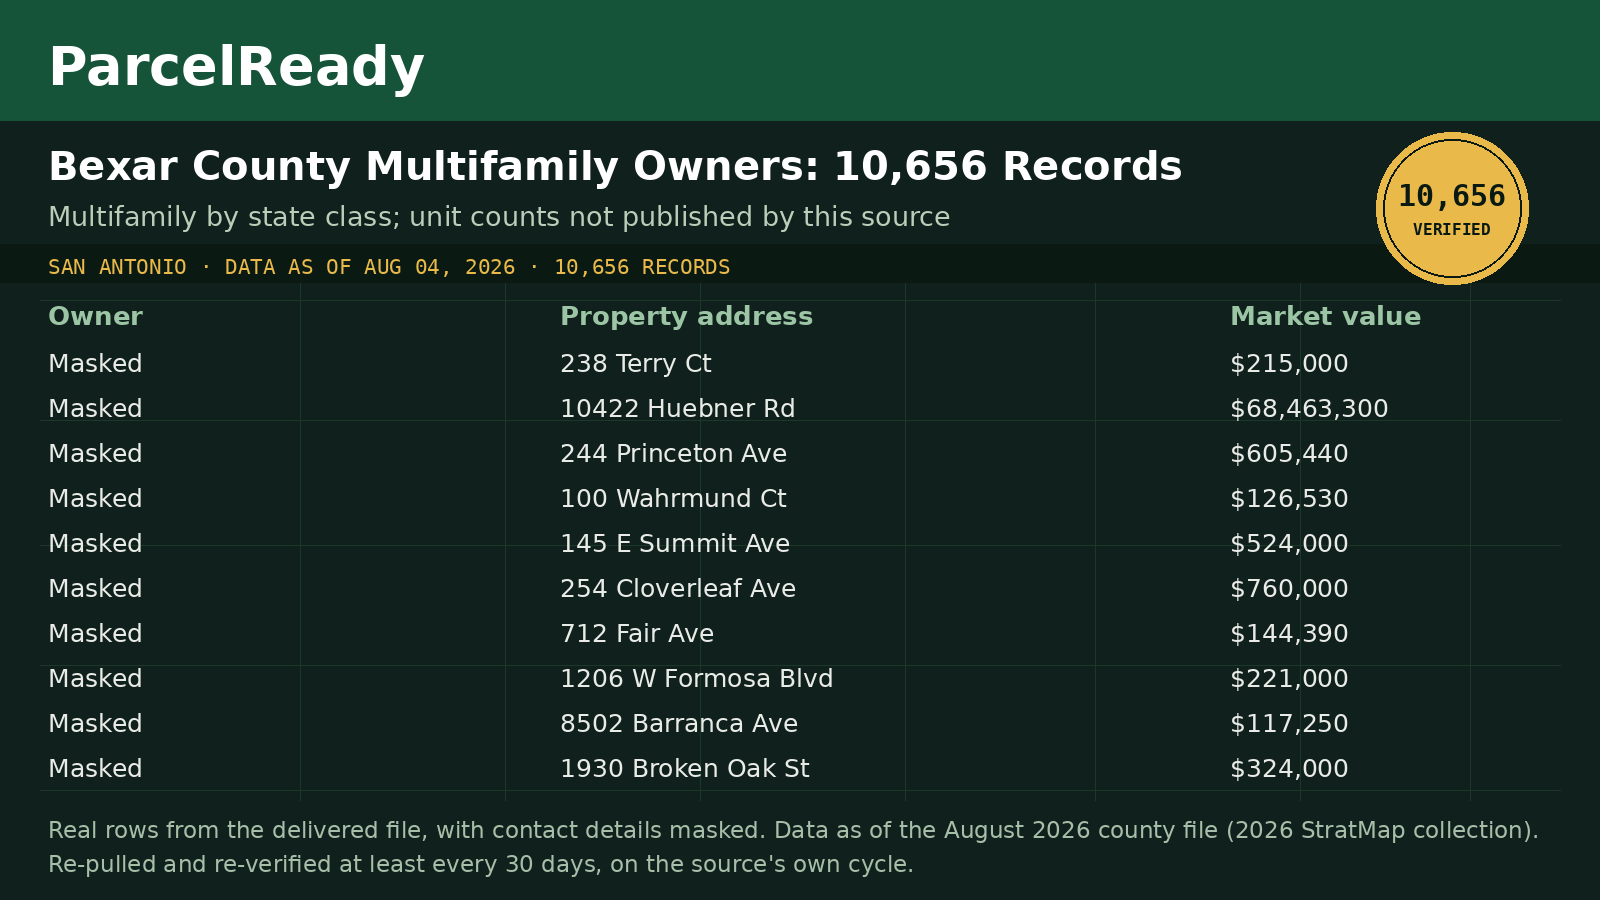 ParcelReady
Bexar County Multifamily Owners: 10,656 Records
Multifamily by state class; unit counts not published by this source
10,656
VERIFIED
SAN ANTONIO · DATA AS OF AUG 04, 2026 · 10,656 RECORDS
Owner Property address Market value
Masked 238 Terry Ct $215,000
Masked 10422 Huebner Rd $68,463,300
Masked 244 Princeton Ave $605,440
Masked 100 Wahrmund Ct $126,530
Masked 145 E Summit Ave $524,000
Masked 254 Cloverleaf Ave $760,000
Masked 712 Fair Ave $144,390
Masked 1206 W Formosa Blvd $221,000
Masked 8502 Barranca Ave $117,250
Masked 1930 Broken Oak St $324,000
Real rows from the delivered file, with contact details masked. Data as of the August 2026 county file (2026 StratMap collection).
Re-pulled and re-verified at least every 30 days, on the source's own cycle.